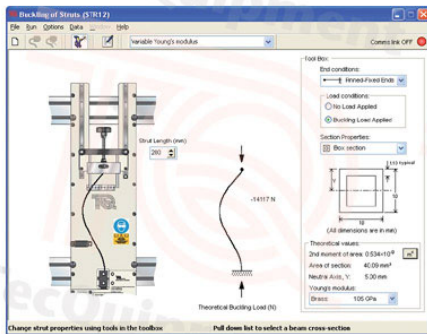 Buckling of Struts (STR12)
File Run Options Data Window Help
Variable Young's modulus
Comms link OFF
Tool Box:
End conditions:
Pinned-Fixed Ends
Load conditions:
No Load Applied
Buckling Load Applied
Section Properties:
Box section
Strut Length (mm)
280
-14117 N
typical
Y
10
10
(All dimensions are in mm)
Theoretical values:
2nd moment of area: 0.534×10⁻⁹ m⁴
Area of section: 40.09 mm²
Neutral Axis, Y: 5.00 mm
Young's modulus:
Brass 105 GPa
Theoretical Buckling Load (N)
Change strut properties using tools in the toolbox
Pull down list to select a beam cross-section